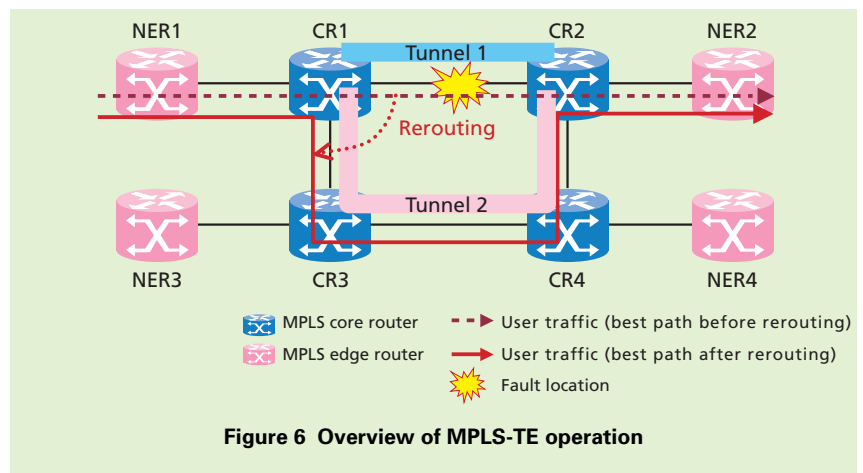 NER1
CR1
CR2
NER2
Tunnel 1
Rerouting
Tunnel 2
NER3
CR3
CR4
NER4
MPLS core router
User traffic (best path before rerouting)
MPLS edge router
User traffic (best path after rerouting)
Fault location
Figure 6 Overview of MPLS-TE operation